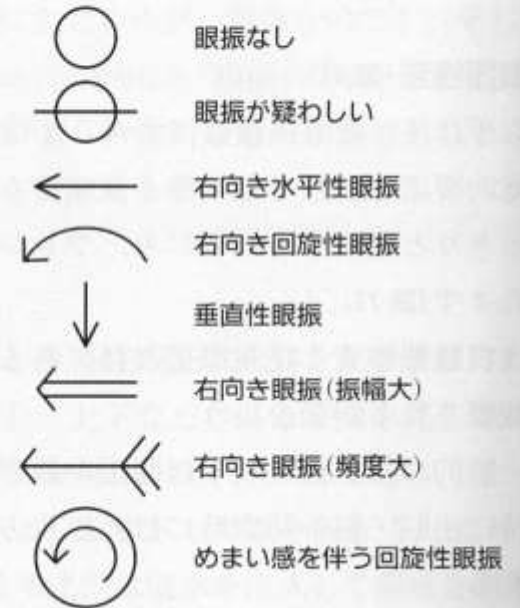 眼振なし
眼振が疑わしい
右向き水平性眼振
右向き回旋性眼振
垂直性眼振
右向き眼振(振幅大)
右向き眼振(頻度大)
めまい感を伴う回旋性眼振